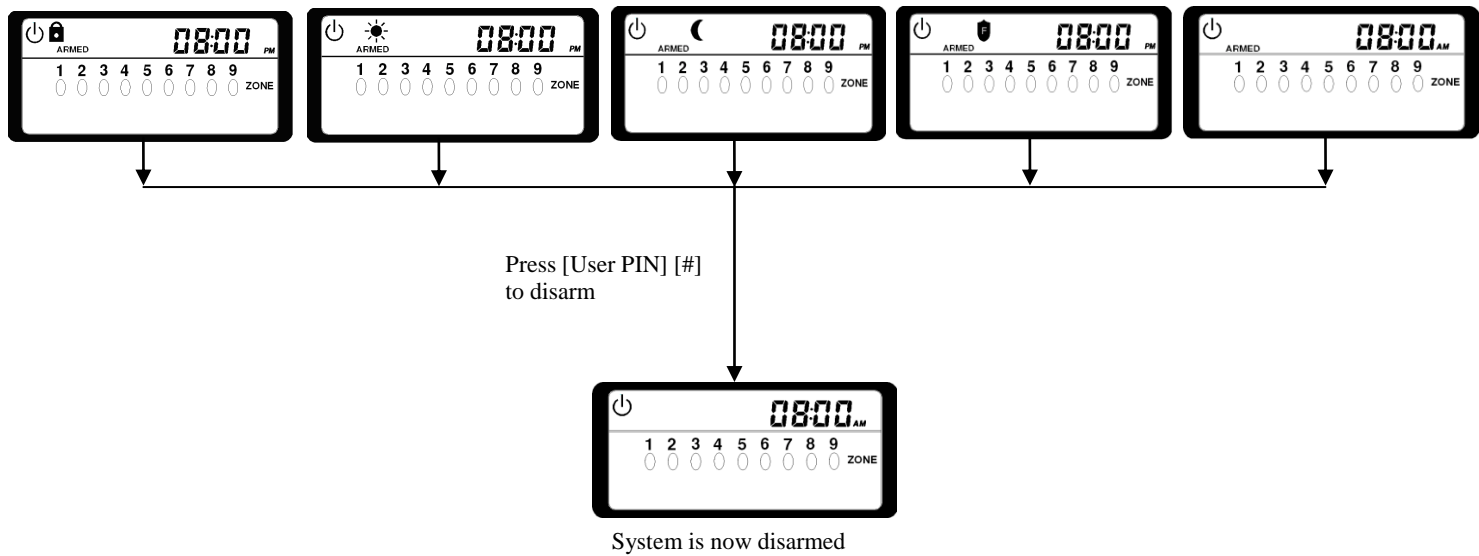 ARMED 08:00 PM
1 2 3 4 5 6 7 8 9 ZONE
ARMED 08:00 PM
1 2 3 4 5 6 7 8 9 ZONE
ARMED 08:00 PM
1 2 3 4 5 6 7 8 9 ZONE
F
ARMED 08:00 PM
1 2 3 4 5 6 7 8 9 ZONE
ARMED 08:00 AM
1 2 3 4 5 6 7 8 9 ZONE
Press [User PIN] [#]
to disarm
08:00 AM
1 2 3 4 5 6 7 8 9 ZONE
System is now disarmed